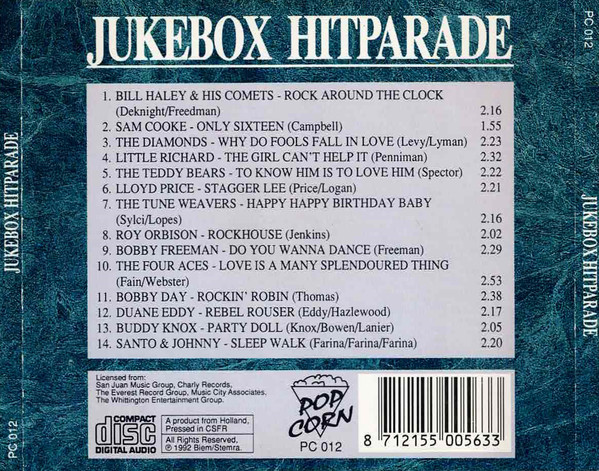 JUKEBOX HITPARADE
PC 012
1. BILL HALEY & HIS COMETS - ROCK AROUND THE CLOCK
(Deknight/Freedman) 2.16
2. SAM COOKE - ONLY SIXTEEN (Campbell) 1.55
3. THE DIAMONDS - WHY DO FOOLS FALL IN LOVE (Levy/Lyman) 2.23
4. LITTLE RICHARD - THE GIRL CAN'T HELP IT (Penniman) 2.32
5. THE TEDDY BEARS - TO KNOW HIM IS TO LOVE HIM (Spector) 2.22
6. LLOYD PRICE - STAGGER LEE (Price/Logan) 2.21
7. THE TUNE WEAVERS - HAPPY HAPPY BIRTHDAY BABY
(Sylci/Lopes) 2.16
8. ROY ORBISON - ROCKHOUSE (Jenkins) 2.02
9. BOBBY FREEMAN - DO YOU WANNA DANCE (Freeman) 2.29
10. THE FOUR ACES - LOVE IS A MANY SPLENDOURED THING
(Fain/Webster) 2.53
11. BOBBY DAY - ROCKIN' ROBIN (Thomas) 2.38
12. DUANE EDDY - REBEL ROUSER (Eddy/Hazlewood) 2.17
13. BUDDY KNOX - PARTY DOLL (Knox/Bowen/Lanier) 2.05
14. SANTO & JOHNNY - SLEEP WALK (Farina/Farina/Farina) 2.20
JUKEBOX HITPARADE
JUKEBOX HITPARADE
Licensed from:
San Juan Music Group, Charly Records,
The Everest Record Group, Music City Associates,
The Whittington Entertainment Group.
COMPACT
disc
DIGITAL AUDIO
A product from Holland,
Pressed in CSFR
All Rights Reserved,
℗ 1992 Biem/Stemra.
POP
CORN
PC 012
8 712155 005633
PC 012